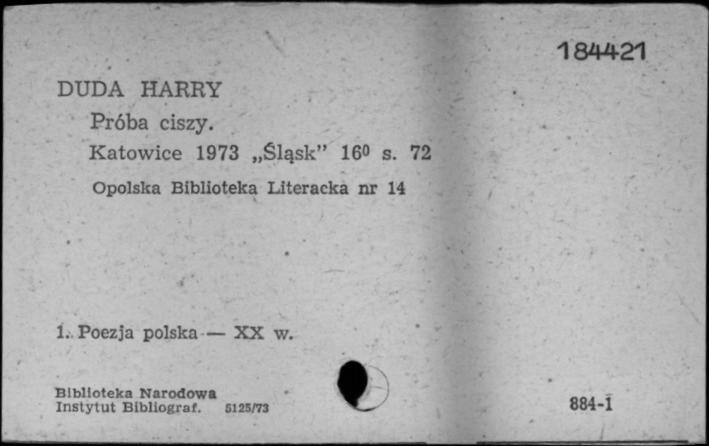 184421
DUDA HARRY
Próba ciszy.
Katowice 1973 „Śląsk” 16⁰ s. 72
Opolska Biblioteka Literacka nr 14
1. Poezja polska — XX w.
Biblioteka Narodowa
Instytut Bibliograf. 5125/73
884-1